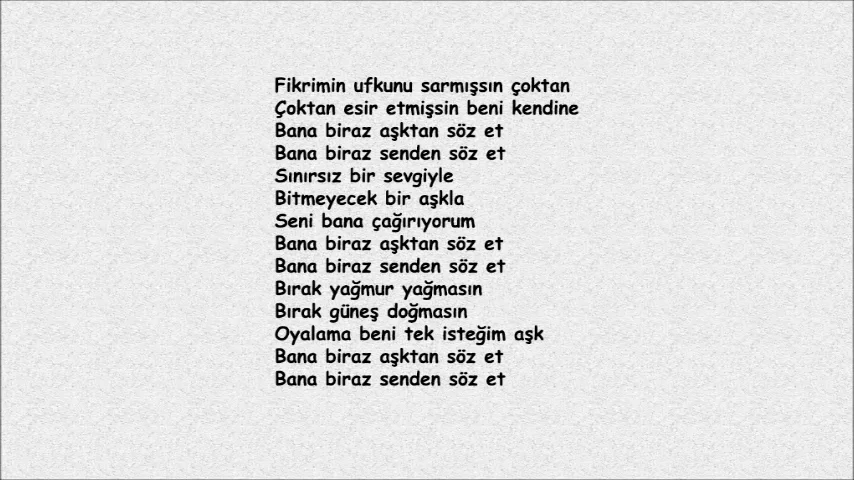 Fikrimin ufkunu sarmışsın çoktan
Çoktan esir etmişsin beni kendine
Bana biraz aşktan söz et
Bana biraz senden söz et
Sınırsız bir sevgiyle
Bitmeyecek bir aşkla
Seni bana çağırıyorum
Bana biraz aşktan söz et
Bana biraz senden söz et
Bırak yağmur yağmasın
Bırak güneş doğmasın
Oyalama beni tek isteğim aşk
Bana biraz aşktan söz et
Bana biraz senden söz et